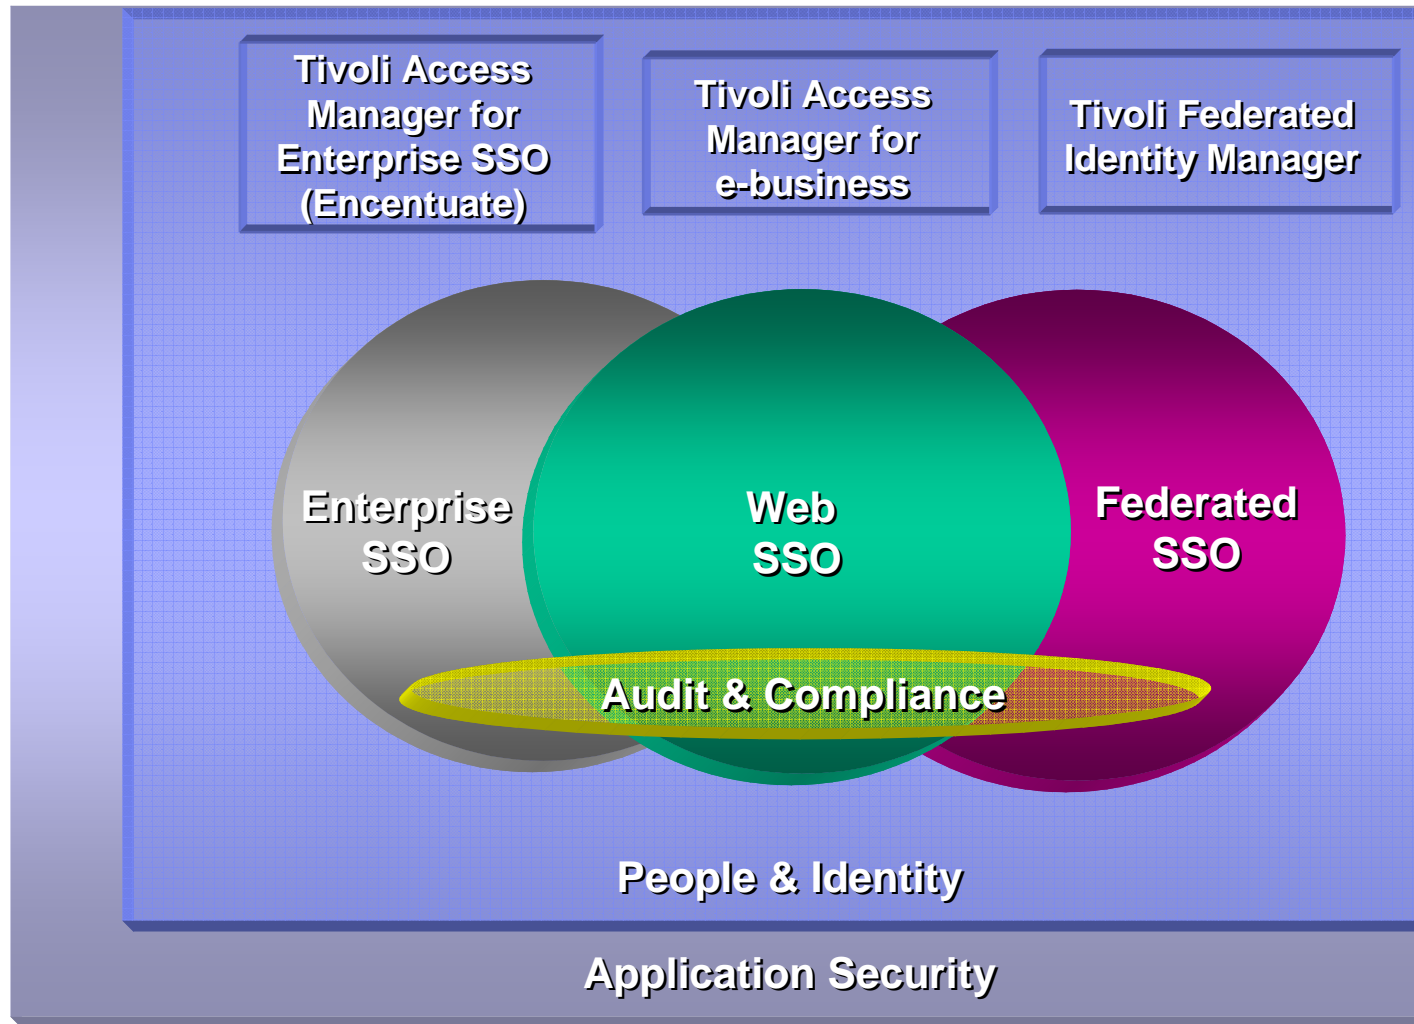 Tivoli Access
Manager for
Enterprise SSO
(Encentuate)
Tivoli Access
Manager for
e-business
Tivoli Federated
Identity Manager
Enterprise
SSO
Web
SSO
Federated
SSO
Audit & Compliance
People & Identity
Application Security